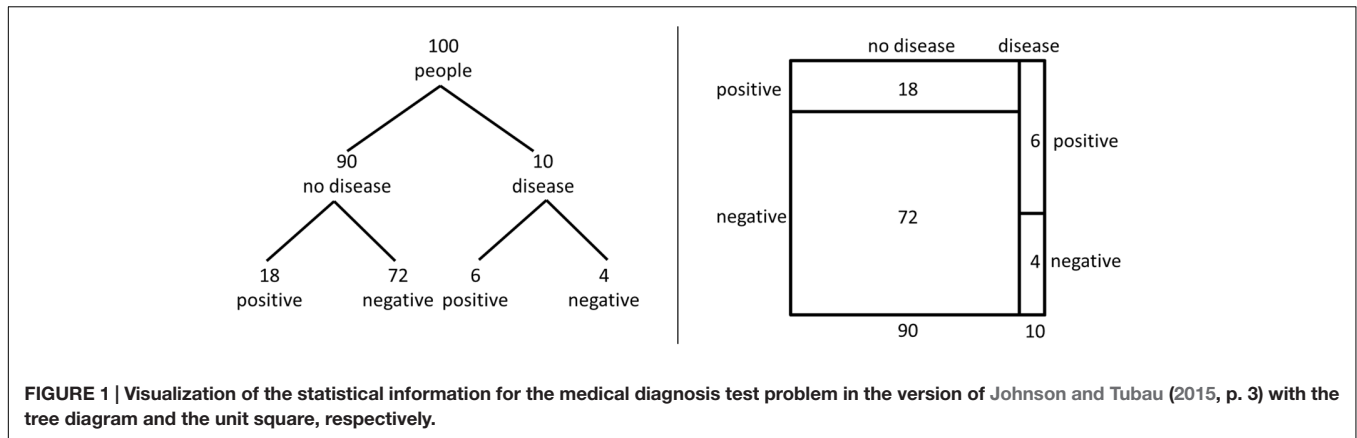 100
people
90
no disease
10
disease
18
positive
72
negative
6
positive
4
negative
no disease disease
positive
18
6 positive
negative
72
4 negative
90 10
FIGURE 1 | Visualization of the statistical information for the medical diagnosis test problem in the version of Johnson and Tubau (2015, p. 3) with the
tree diagram and the unit square, respectively.